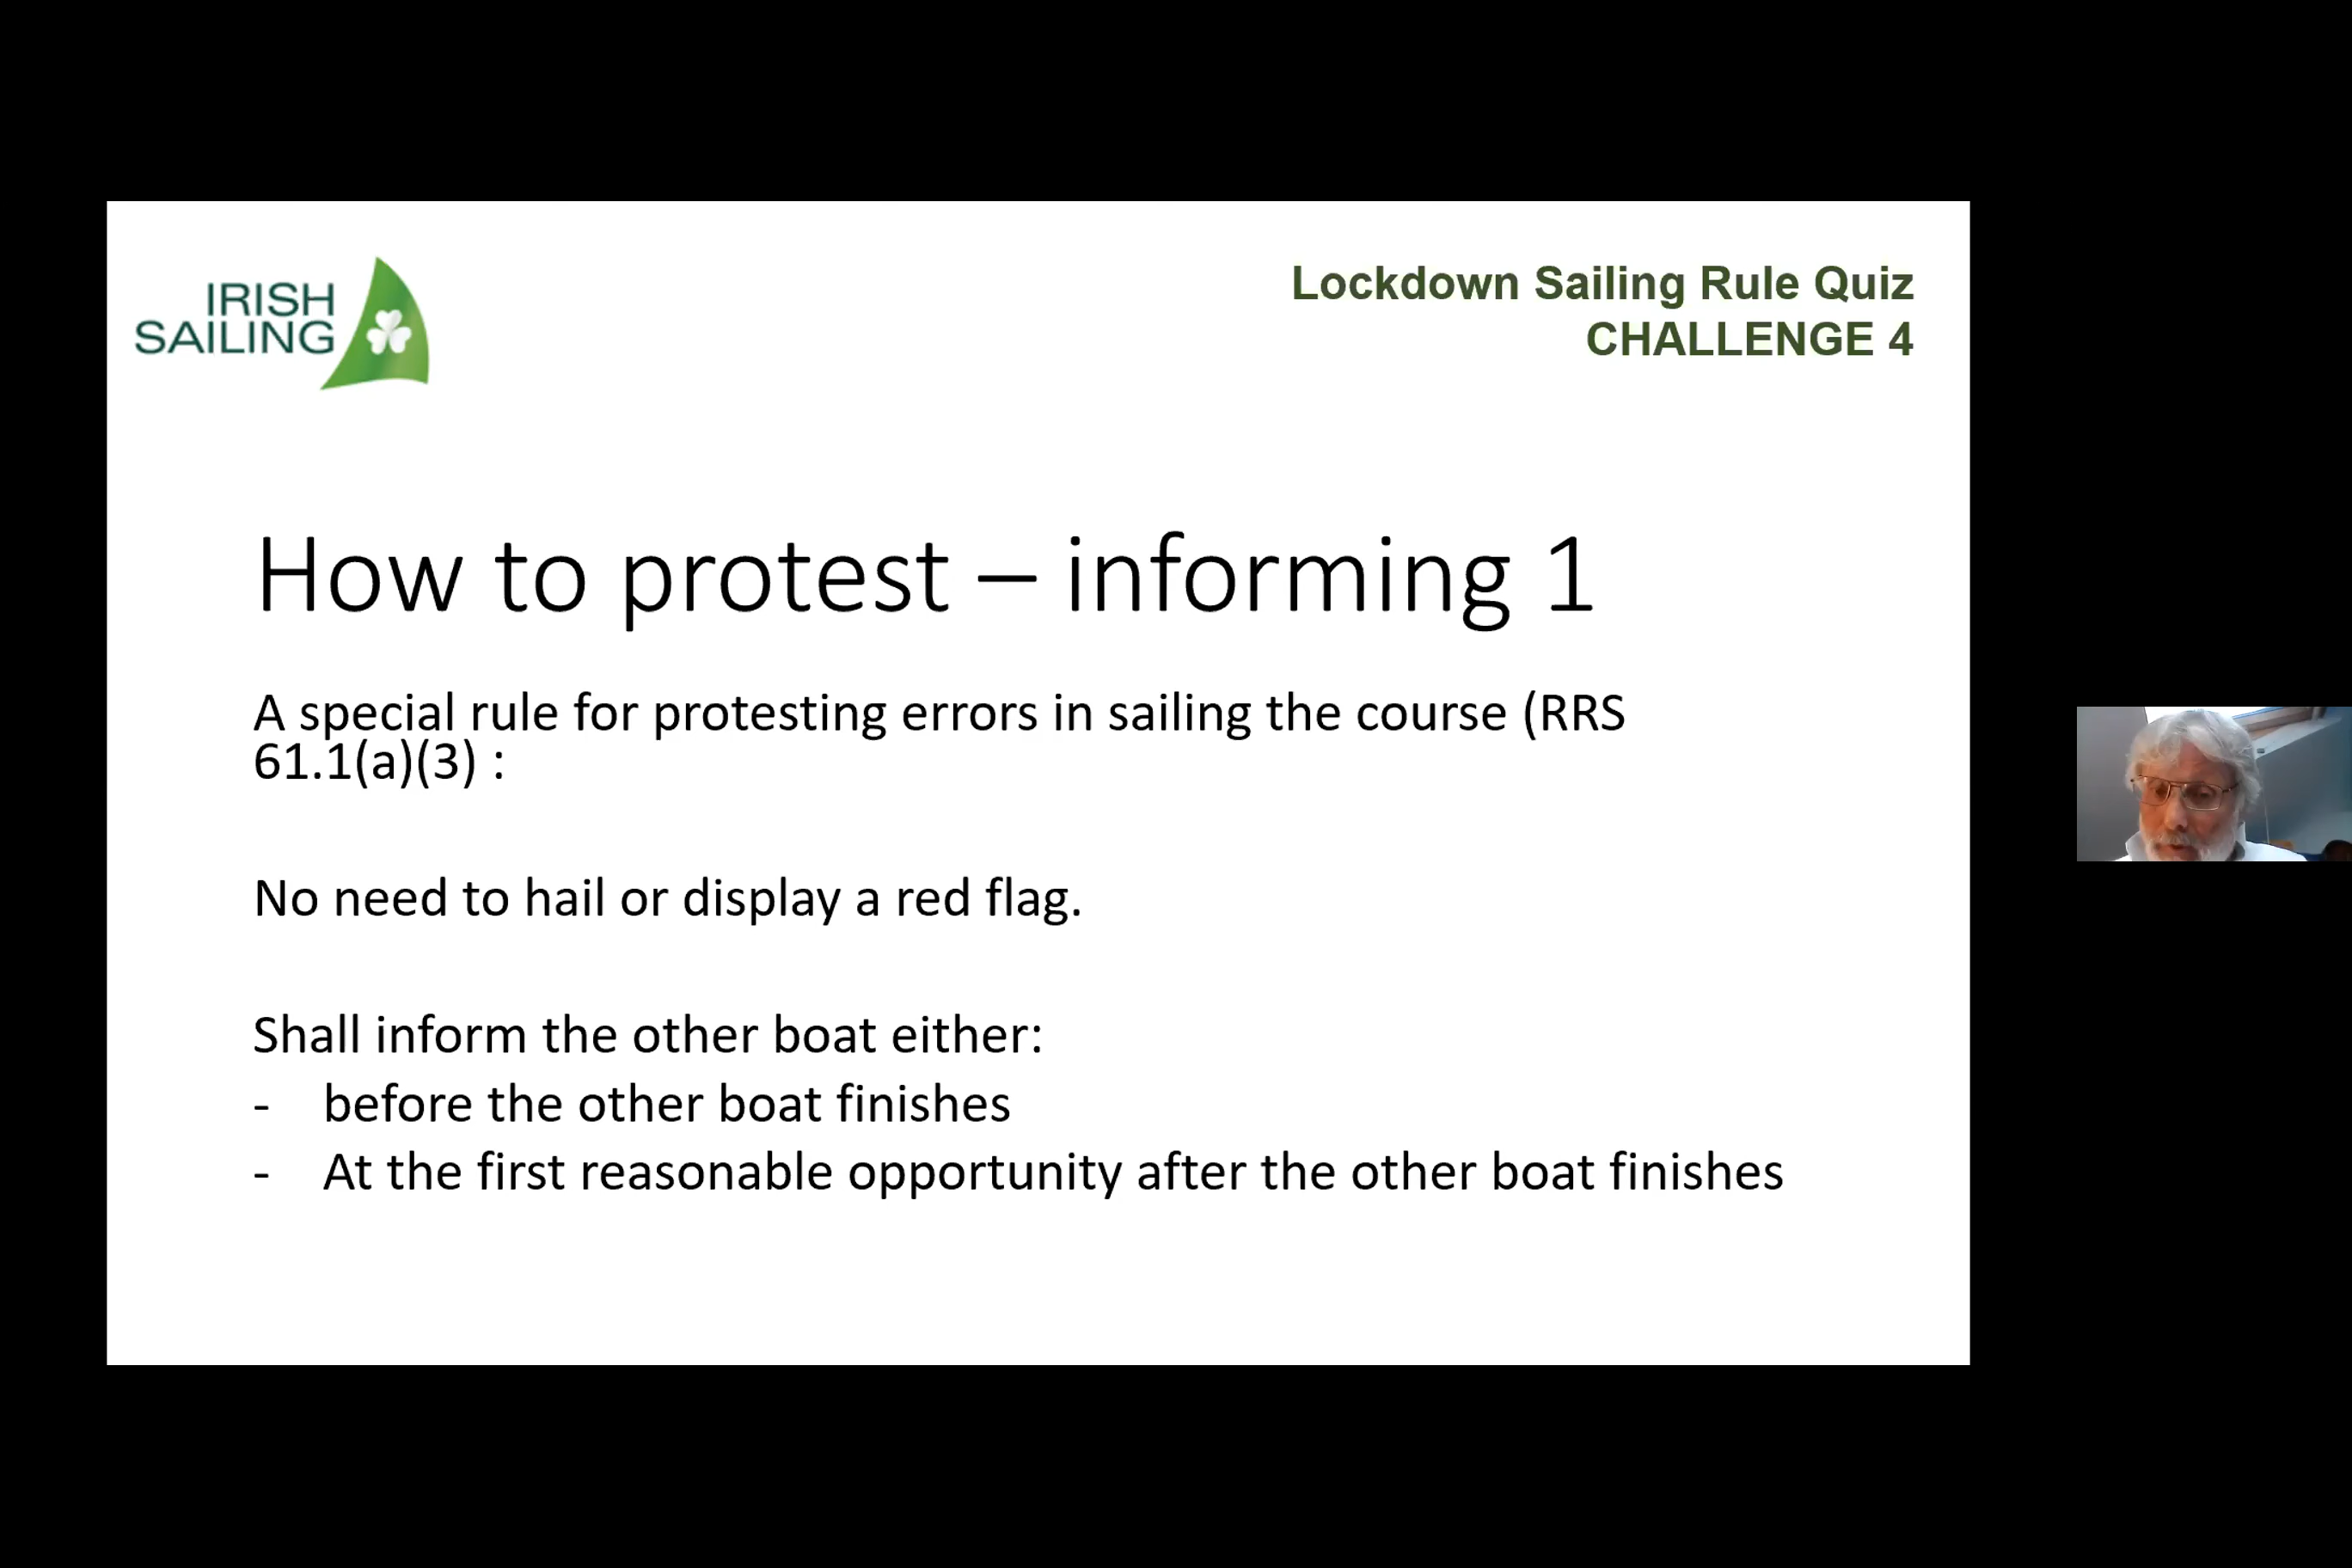 IRISH
SAILING
Lockdown Sailing Rule Quiz
CHALLENGE 4
How to protest – informing 1
A special rule for protesting errors in sailing the course (RRS
61.1(a)(3) :
No need to hail or display a red flag.
Shall inform the other boat either:
- before the other boat finishes
- At the first reasonable opportunity after the other boat finishes